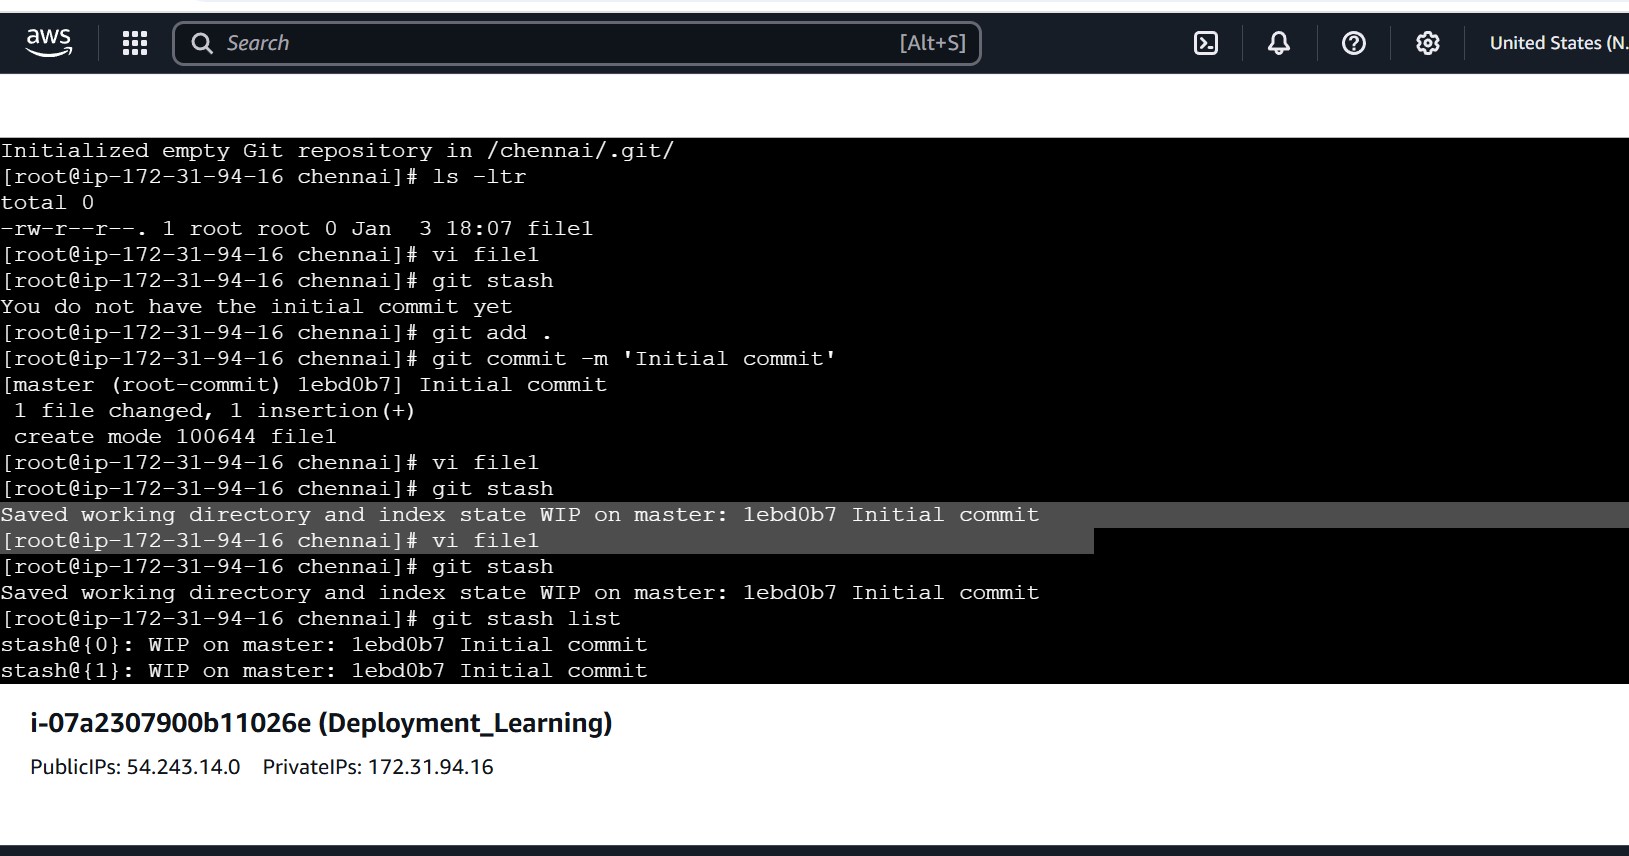 aws
Search [Alt+S]
United States (N.
Initialized empty Git repository in /chennai/.git/
[root@ip-172-31-94-16 chennai]# ls -ltr
total 0
-rw-r--r--. 1 root root 0 Jan  3 18:07 file1
[root@ip-172-31-94-16 chennai]# vi file1
[root@ip-172-31-94-16 chennai]# git stash
You do not have the initial commit yet
[root@ip-172-31-94-16 chennai]# git add .
[root@ip-172-31-94-16 chennai]# git commit -m 'Initial commit'
[master (root-commit) 1ebd0b7] Initial commit
 1 file changed, 1 insertion(+)
 create mode 100644 file1
[root@ip-172-31-94-16 chennai]# vi file1
[root@ip-172-31-94-16 chennai]# git stash
Saved working directory and index state WIP on master: 1ebd0b7 Initial commit
[root@ip-172-31-94-16 chennai]# vi file1
[root@ip-172-31-94-16 chennai]# git stash
Saved working directory and index state WIP on master: 1ebd0b7 Initial commit
[root@ip-172-31-94-16 chennai]# git stash list
stash@{0}: WIP on master: 1ebd0b7 Initial commit
stash@{1}: WIP on master: 1ebd0b7 Initial commit
i-07a2307900b11026e (Deployment_Learning)
PublicIPs: 54.243.14.0 PrivateIPs: 172.31.94.16